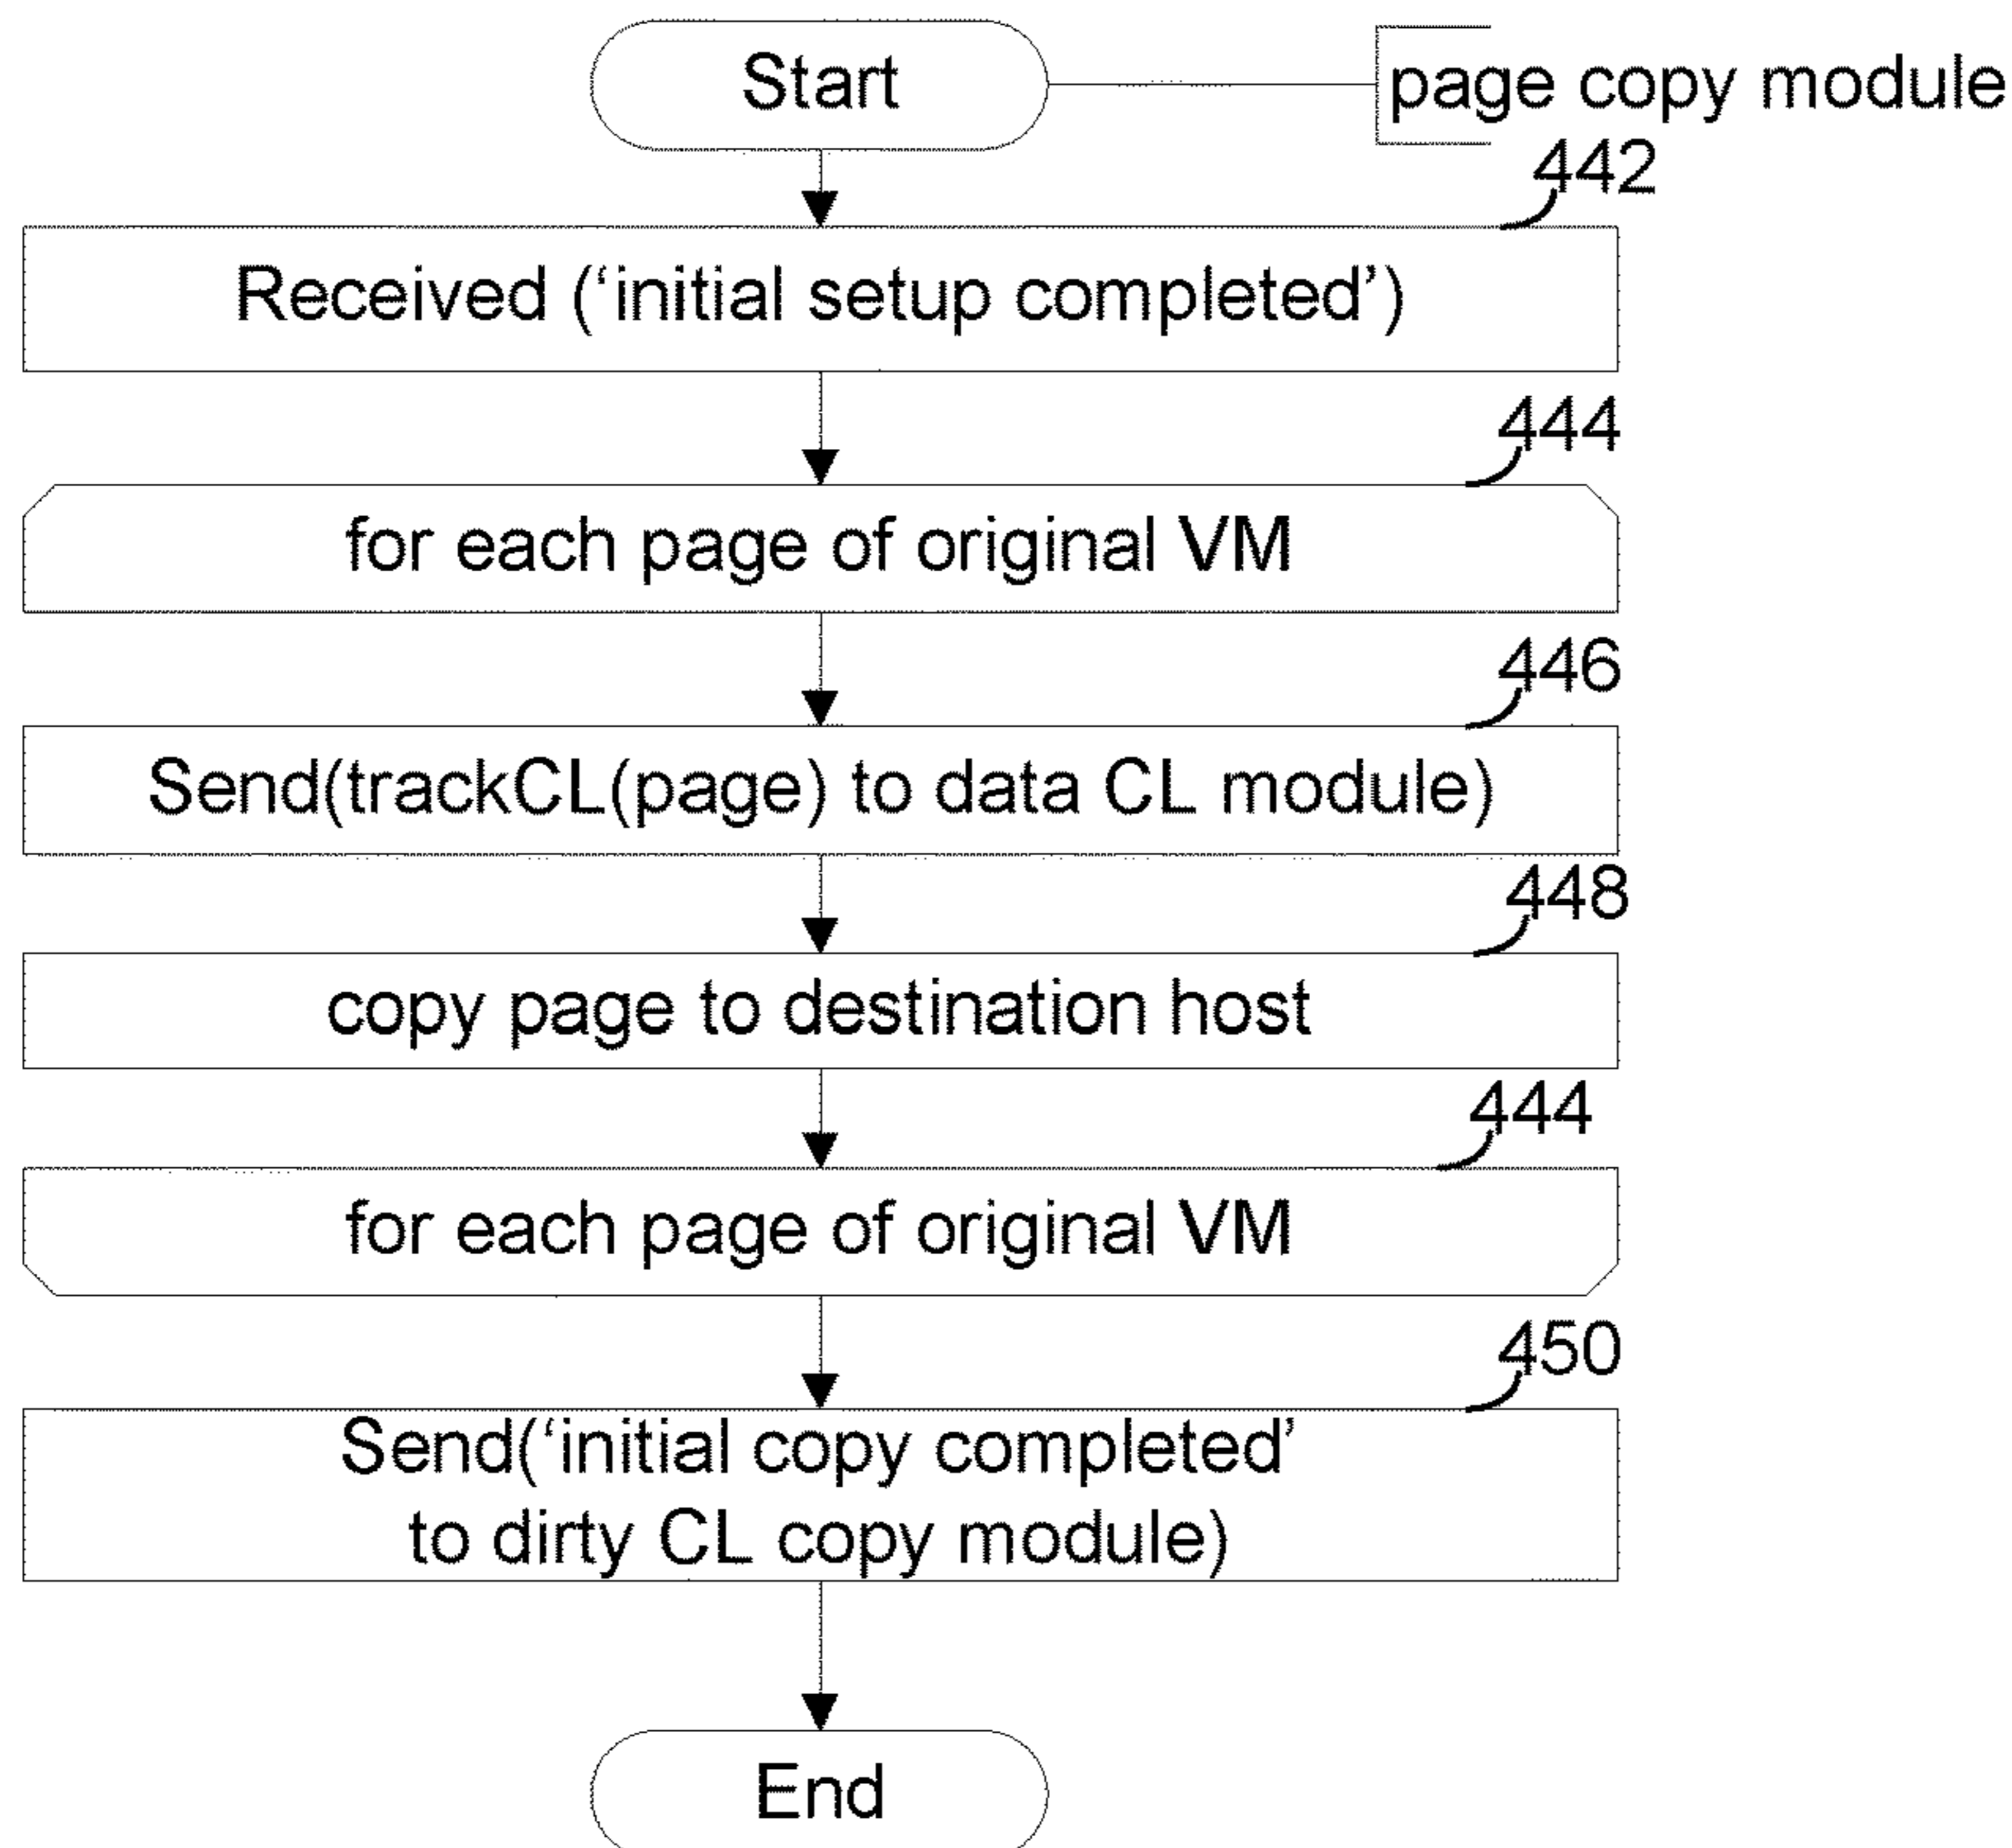 Start
page copy module
442
Received (‘initial setup completed’)
444
for each page of original VM
446
Send(trackCL(page) to data CL module)
448
copy page to destination host
444
for each page of original VM
450
Send(‘initial copy completed’
to dirty CL copy module)
End